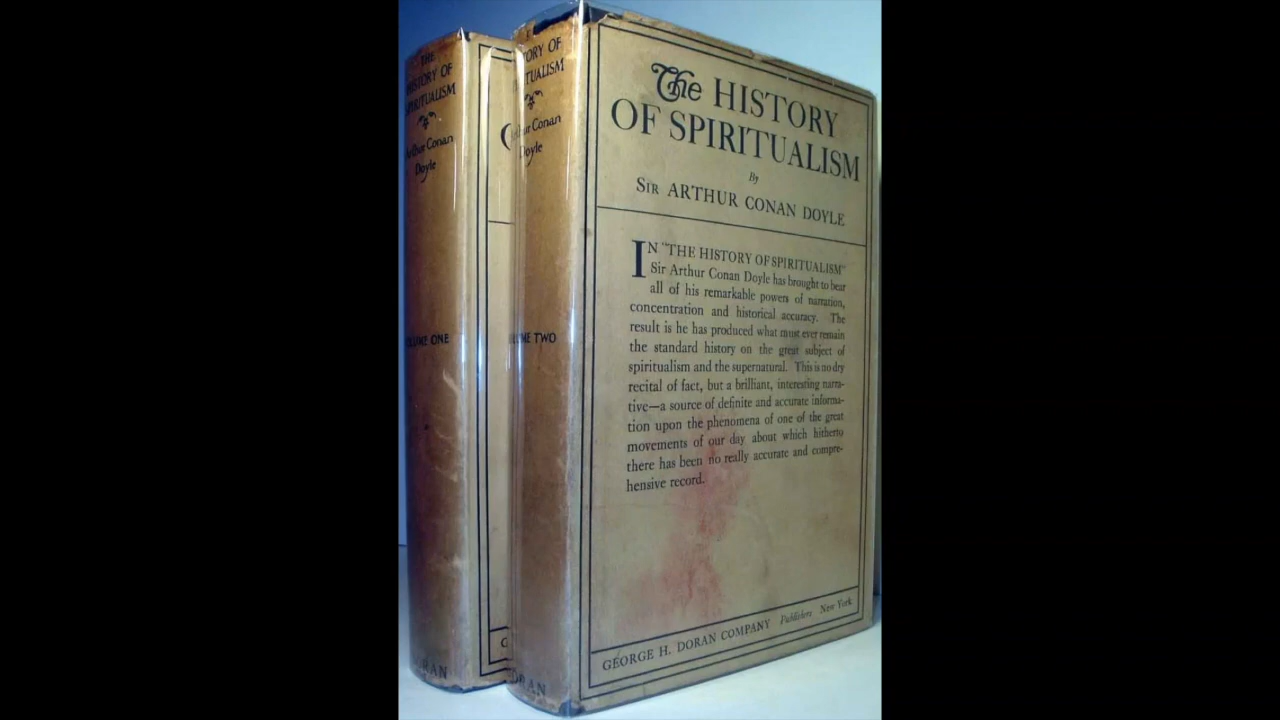 THE
HISTORY OF
SPIRITUALISM
Arthur Conan
Doyle
VOLUME ONE
DORAN
ORY OF
TUALISM
Conan
Doyle
UME TWO
DORAN
The HISTORY
OF SPIRITUALISM
By
SIR ARTHUR CONAN DOYLE
IN "THE HISTORY OF SPIRITUALISM"
Sir Arthur Conan Doyle has brought to bear
all of his remarkable powers of narration,
concentration and historical accuracy. The
result is he has produced what must ever remain
the standard history on the great subject of
spiritualism and the supernatural. This is no dry
recital of fact, but a brilliant, interesting narra-
tive—a source of definite and accurate informa-
tion upon the phenomena of one of the great
movements of our day about which hitherto
there has been no really accurate and compre-
hensive record.
GEORGE H. DORAN COMPANY Publishers New York